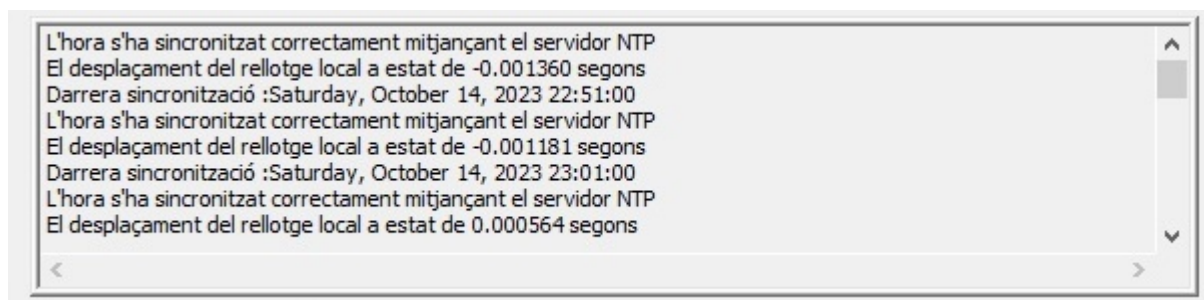 L'hora s'ha sincronitzat correctament mitjançant el servidor NTP
El desplaçament del rellotge local a estat de -0.001360 segons
Darrera sincronització :Saturday, October 14, 2023 22:51:00
L'hora s'ha sincronitzat correctament mitjançant el servidor NTP
El desplaçament del rellotge local a estat de -0.001181 segons
Darrera sincronització :Saturday, October 14, 2023 23:01:00
L'hora s'ha sincronitzat correctament mitjançant el servidor NTP
El desplaçament del rellotge local a estat de 0.000564 segons